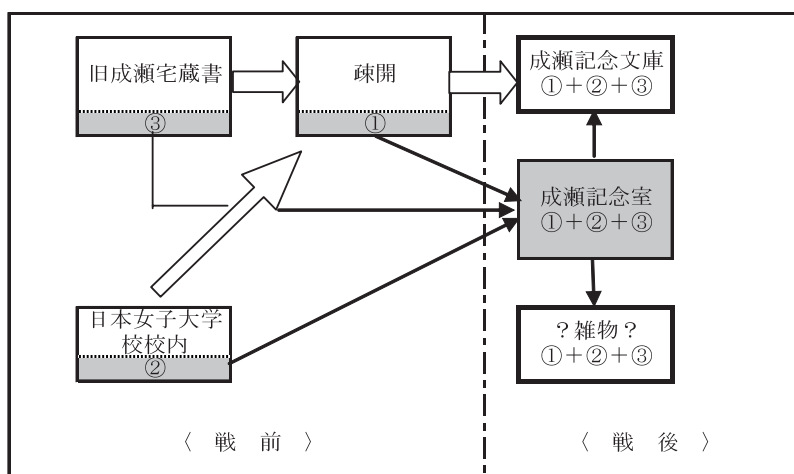 旧成瀬宅蔵書
③
疎開
①
成瀬記念文庫
①+②+③
成瀬記念室
①+②+③
日本女子大学
校校内
②
?雑物?
①+②+③
〈 戦 前 〉
〈 戦 後 〉